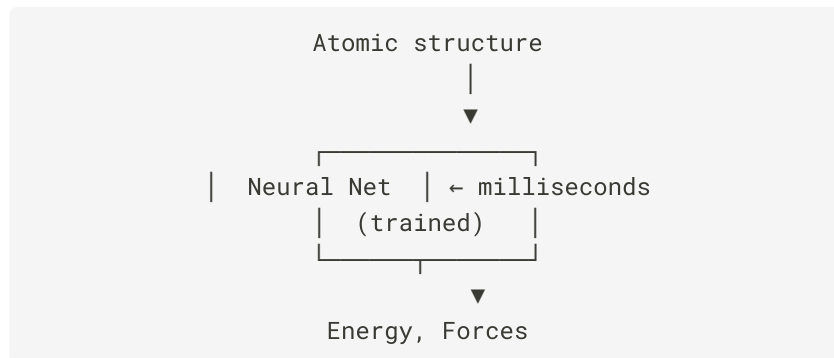 Atomic structure
│
▼
┌──────────────┐
│  Neural Net  │ ← milliseconds
│  (trained)   │
└──────┬───────┘
▼
Energy, Forces